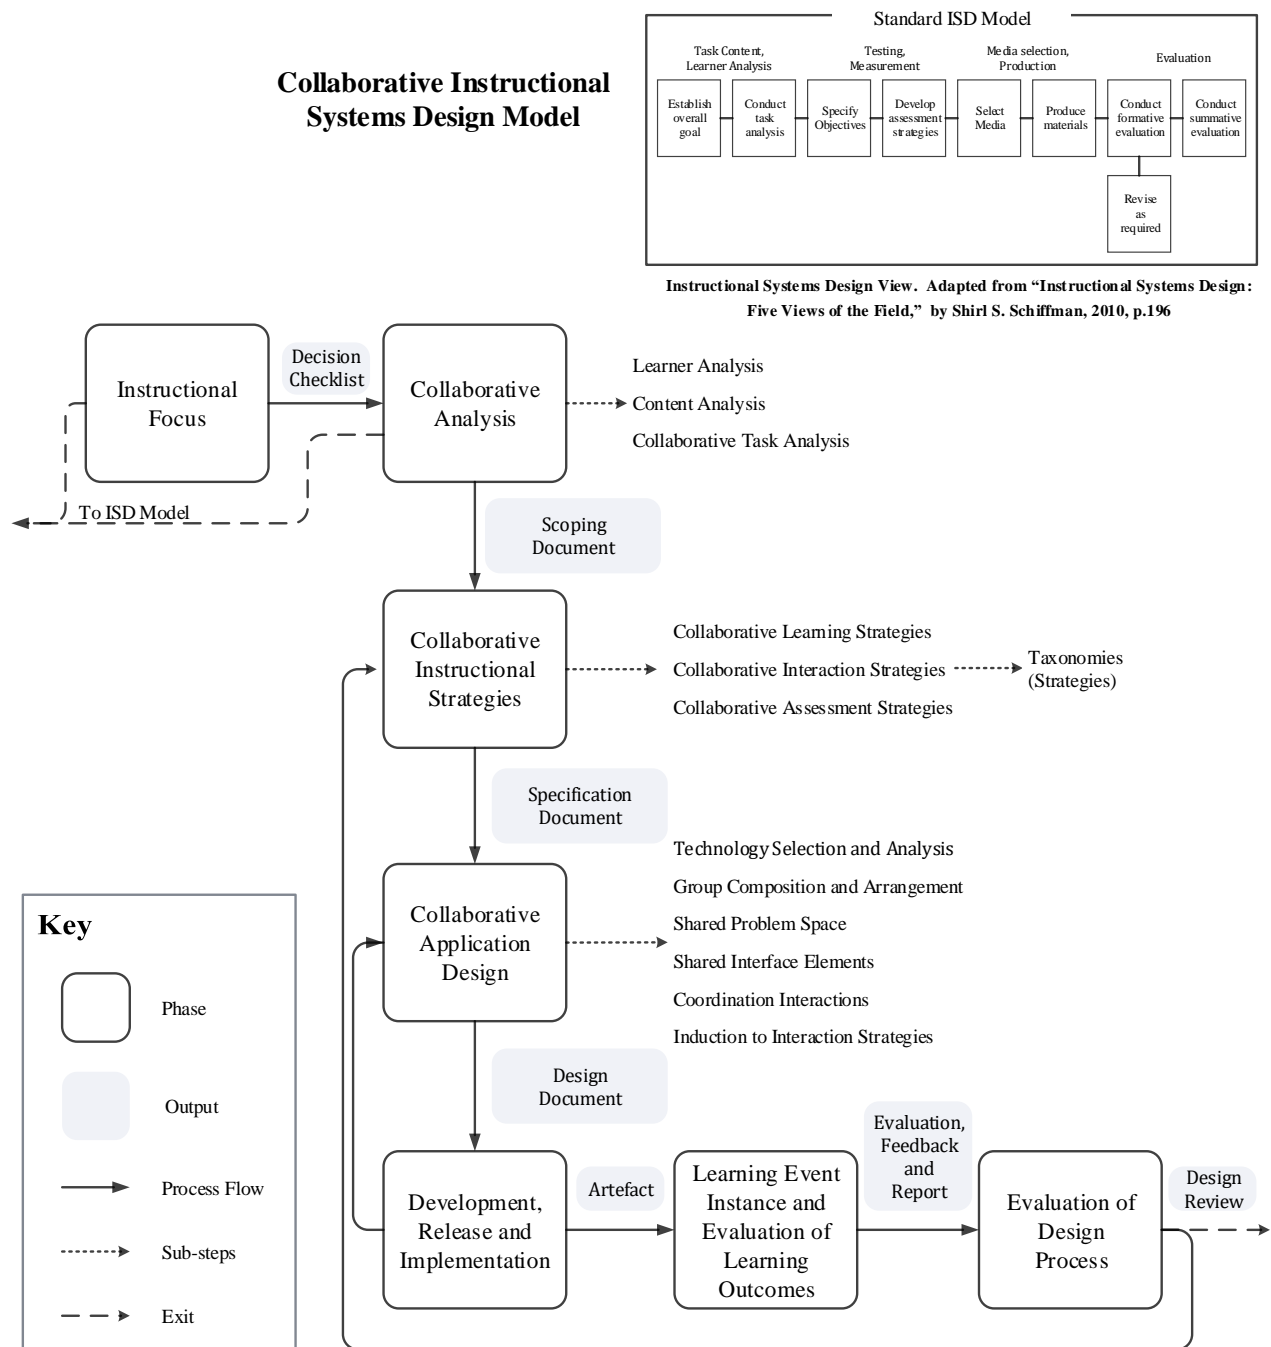 Standard ISD Model
Task Content,
Learner Analysis
Testing,
Measurement
Media selection,
Production
Evaluation
Establish
overall
goal
Conduct
task
analysis
Specify
Objectives
Develop
assessment
strategies
Select
Media
Produce
materials
Conduct
formative
evaluation
Conduct
summative
evaluation
Revise
as
required
Collaborative Instructional
Systems Design Model
Instructional Systems Design View.  Adapted from “Instructional Systems Design:
Five Views of the Field,”  by Shirl S. Schiffman, 2010, p.196
Instructional
Focus
Decision
Checklist
Collaborative
Analysis
Learner Analysis
Content Analysis
Collaborative Task Analysis
To ISD Model
Scoping
Document
Collaborative
Instructional
Strategies
Collaborative Learning Strategies
Collaborative Interaction Strategies
Collaborative Assessment Strategies
Taxonomies
(Strategies)
Specification
Document
Collaborative
Application
Design
Technology Selection and Analysis
Group Composition and Arrangement
Shared Problem Space
Shared Interface Elements
Coordination Interactions
Induction to Interaction Strategies
Design
Document
Development,
Release and
Implementation
Artefact
Learning Event
Instance and
Evaluation of
Learning
Outcomes
Evaluation,
Feedback
and
Report
Evaluation of
Design
Process
Design
Review
Key
Phase
Output
Process Flow
Sub-steps
Exit